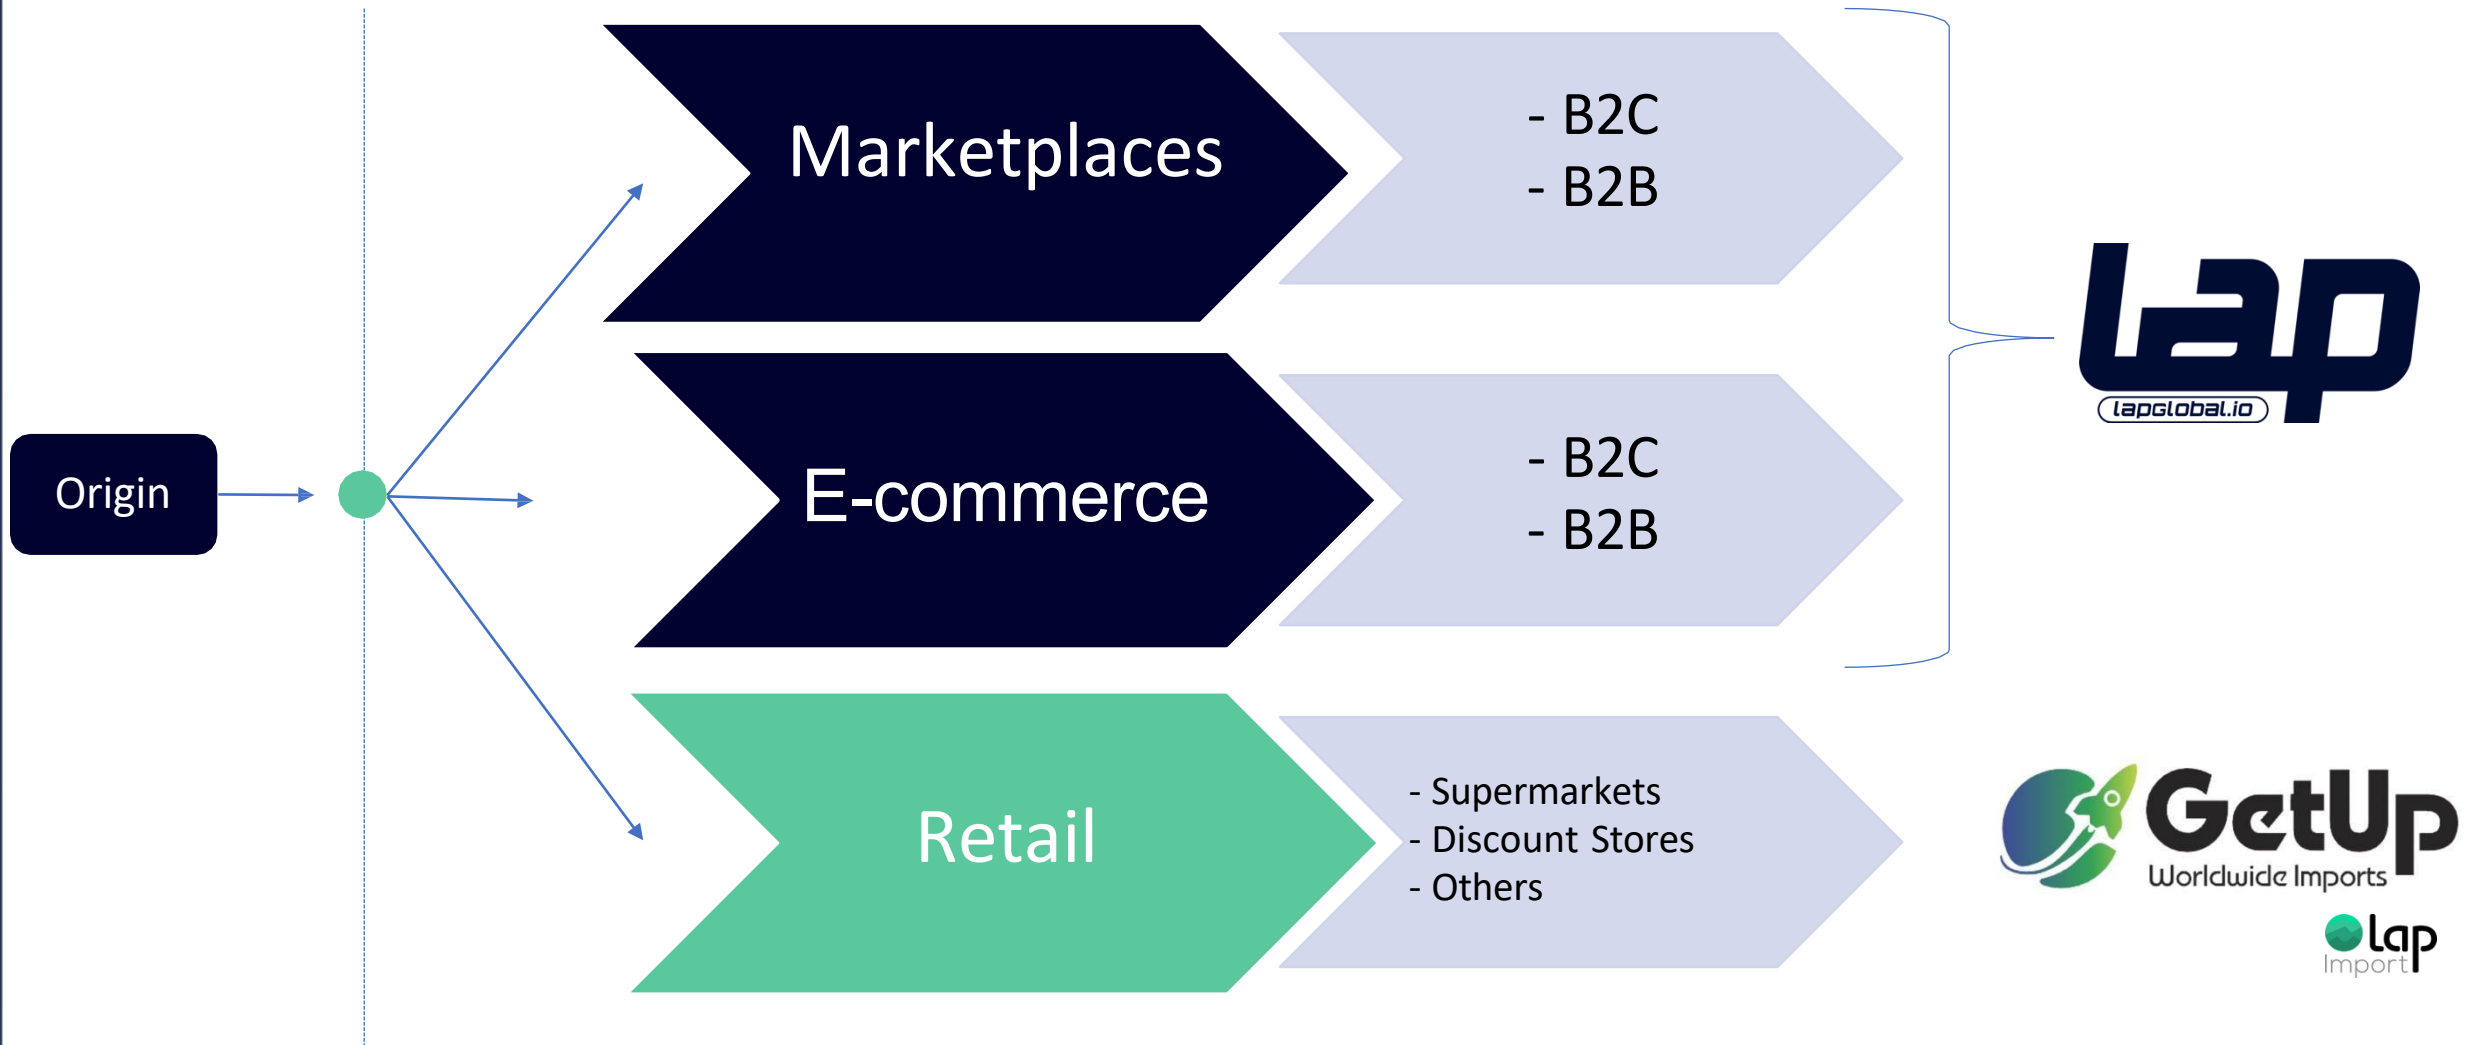 Origin
Marketplaces
- B2C
- B2B
E-commerce
- B2C
- B2B
Retail
- Supermarkets
- Discount Stores
- Others
Lap
lapglobal.io
GetUp
Worldwide Imports
Lap
Import